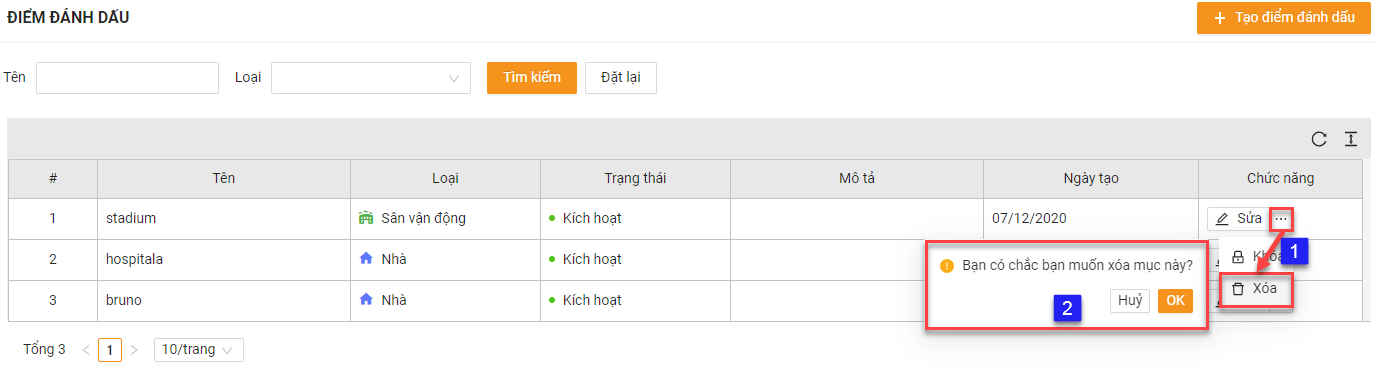 ĐIỂM ĐÁNH DẤU
+ Tạo điểm đánh dấu
Tên Loại Tìm kiếm Đặt lại
# Tên Loại Trạng thái Mô tả Ngày tạo Chức năng
1 stadium Sân vận động Kích hoạt 07/12/2020 Sửa ...
2 hospitala Nhà Kích hoạt
3 bruno Nhà Kích hoạt
1
Bạn có chắc bạn muốn xóa mục này?
Xóa
2 Huỷ OK
Tổng 3 < 1 > 10/trang